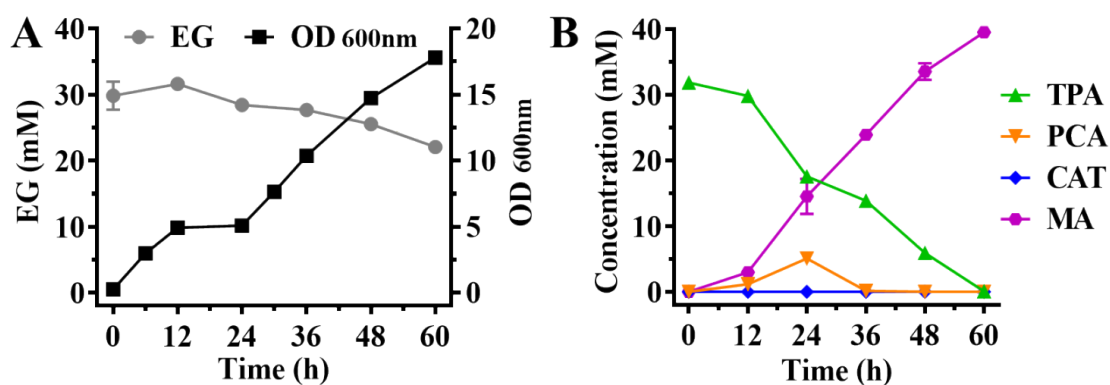 A
EG
OD 600nm
EG (mM)
40
30
20
10
0
20
15
10
5
0
OD 600nm
0 12 24 36 48 60
Time (h)
B
Concentration (mM)
40
30
20
10
0
0 12 24 36 48 60
Time (h)
TPA
PCA
CAT
MA